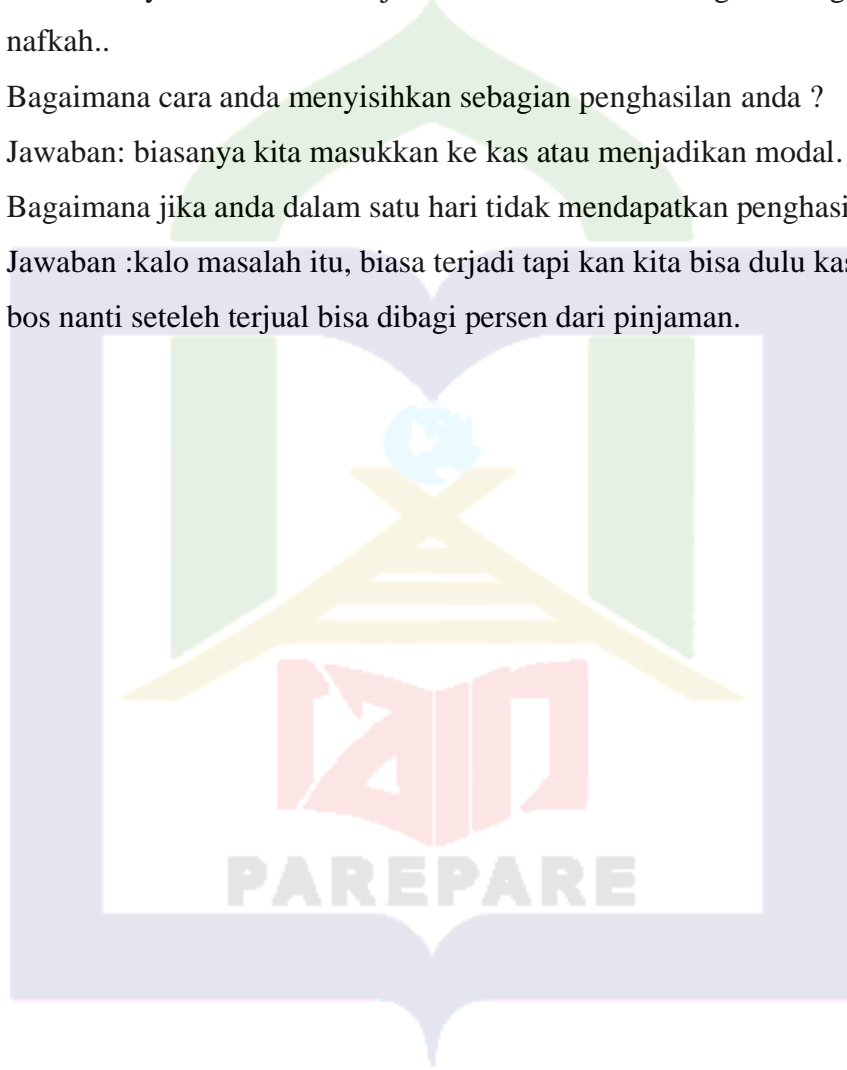 nafkah..
Bagaimana cara anda menyisihkan sebagian penghasilan anda ?
Jawaban: biasanya kita masukkan ke kas atau menjadikan modal.
Bagaimana jika anda dalam satu hari tidak mendapatkan
Jawaban :kalo masalah itu, biasa terjadi tapi kan kita bisa dulu
bos nanti seteleh terjual bisa dibagi persen dari pinjaman.
iain
PAREPARE